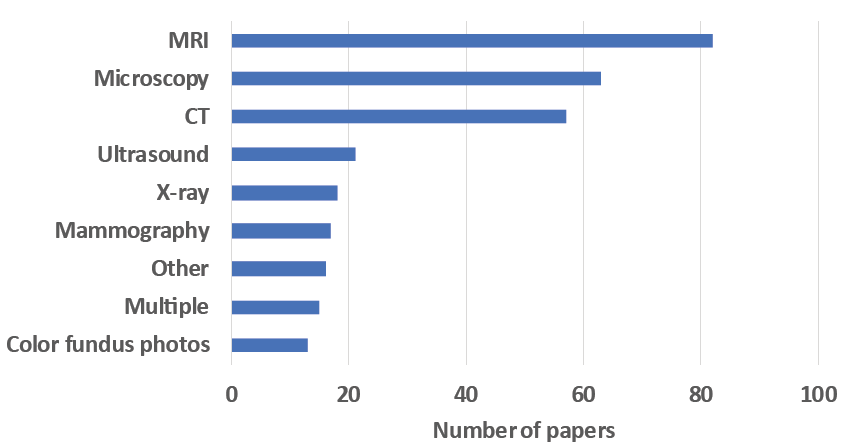 MRI
Microscopy
CT
Ultrasound
X-ray
Mammography
Other
Multiple
Color fundus photos
0 20 40 60 80 100
Number of papers